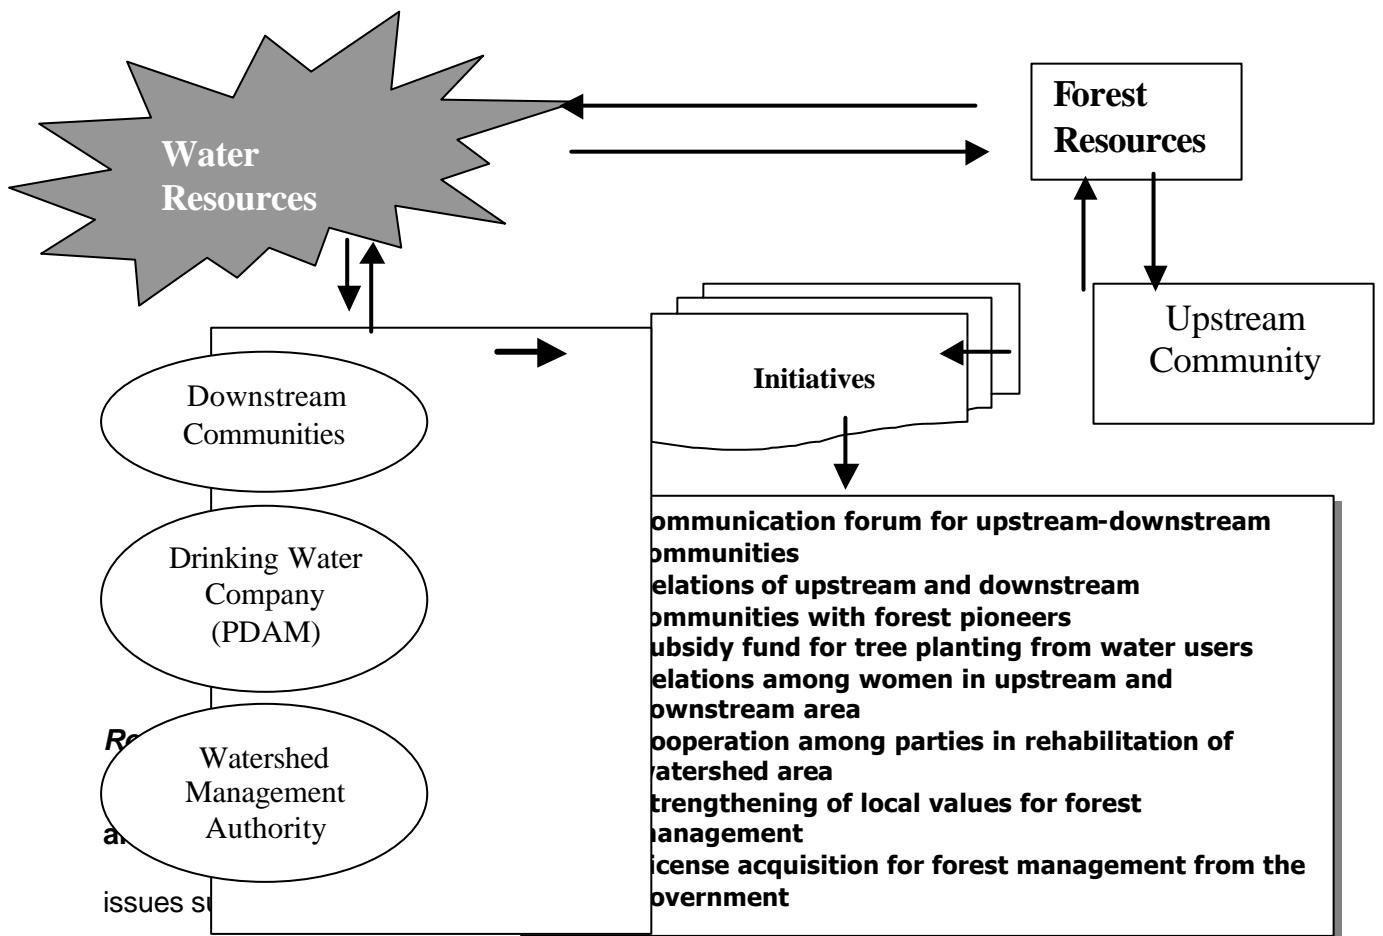 Water
Resources
Forest
Resources
Upstream
Community
Initiatives
Downstream
Communities
Drinking Water
Company
(PDAM)
Watershed
Management
Authority
ommunication forum for upstream-downstream
ommunities
elations of upstream and downstream
ommunities with forest pioneers
ubsidy fund for tree planting from water users
elations among women in upstream and
ownstream area
ooperation among parties in rehabilitation of
atershed area
trengthening of local values for forest
anagement
icense acquisition for forest management from the
overnment
Re
issues su